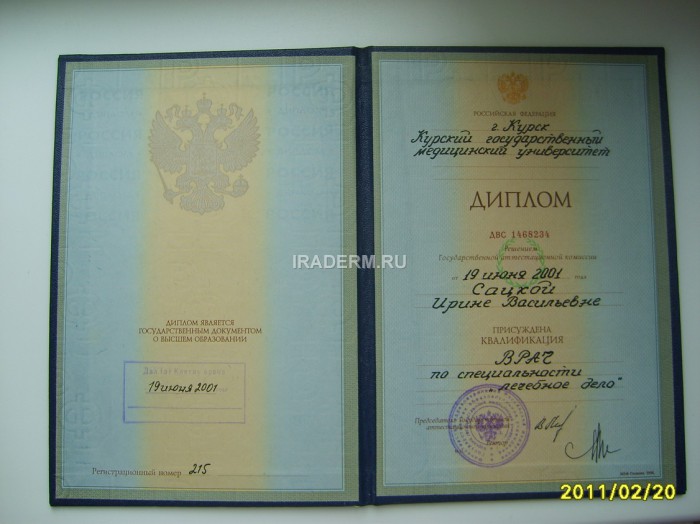 IRADERM.RU
ДИПЛОМ ЯВЛЯЕТСЯ
ГОСУДАРСТВЕННЫМ ДОКУМЕНТОМ
О ВЫСШЕМ ОБРАЗОВАНИИ
19 июня 2001
Регистрационный номер 215
РОССИЙСКАЯ ФЕДЕРАЦИЯ
г. Курск
Курский государственный
медицинский университет
ДИПЛОМ
ДВС 1468234
Решением
Государственной аттестационной комиссии
от 19 июня 2001 года
Сацкой
Ирине Васильевне
ПРИСУЖДЕНА
КВАЛИФИКАЦИЯ
ВРАЧ
по специальности
„лечебное дело"
Председатель
Ректор
2011/02/20